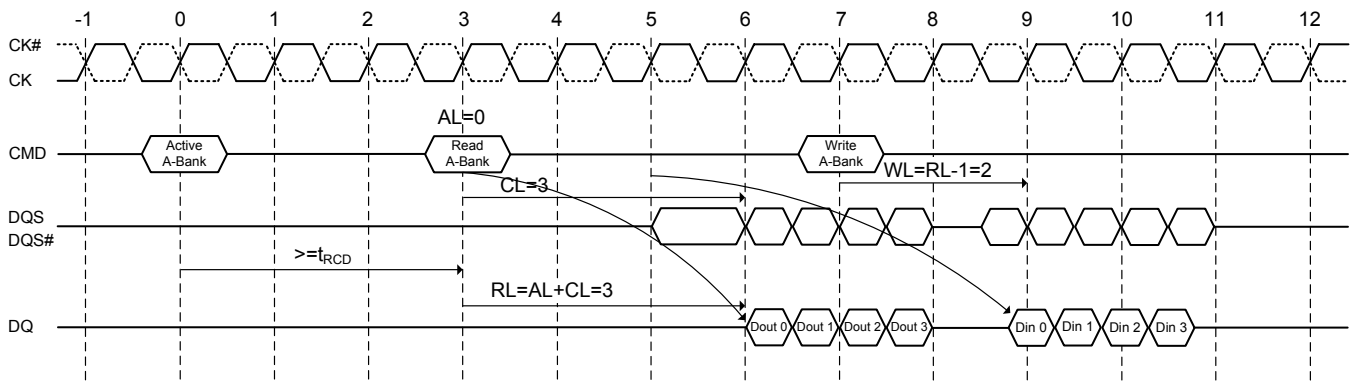 -1 0 1 2 3 4 5 6 7 8 9 10 11 12
CK#
CK
AL=0
CMD
Active
A-Bank
Read
A-Bank
Write
A-Bank
CL=3
WL=RL-1=2
DQS
DQS#
>=tRCD
RL=AL+CL=3
DQ
Dout 0 Dout 1 Dout 2 Dout 3 Din 0 Din 1 Din 2 Din 3